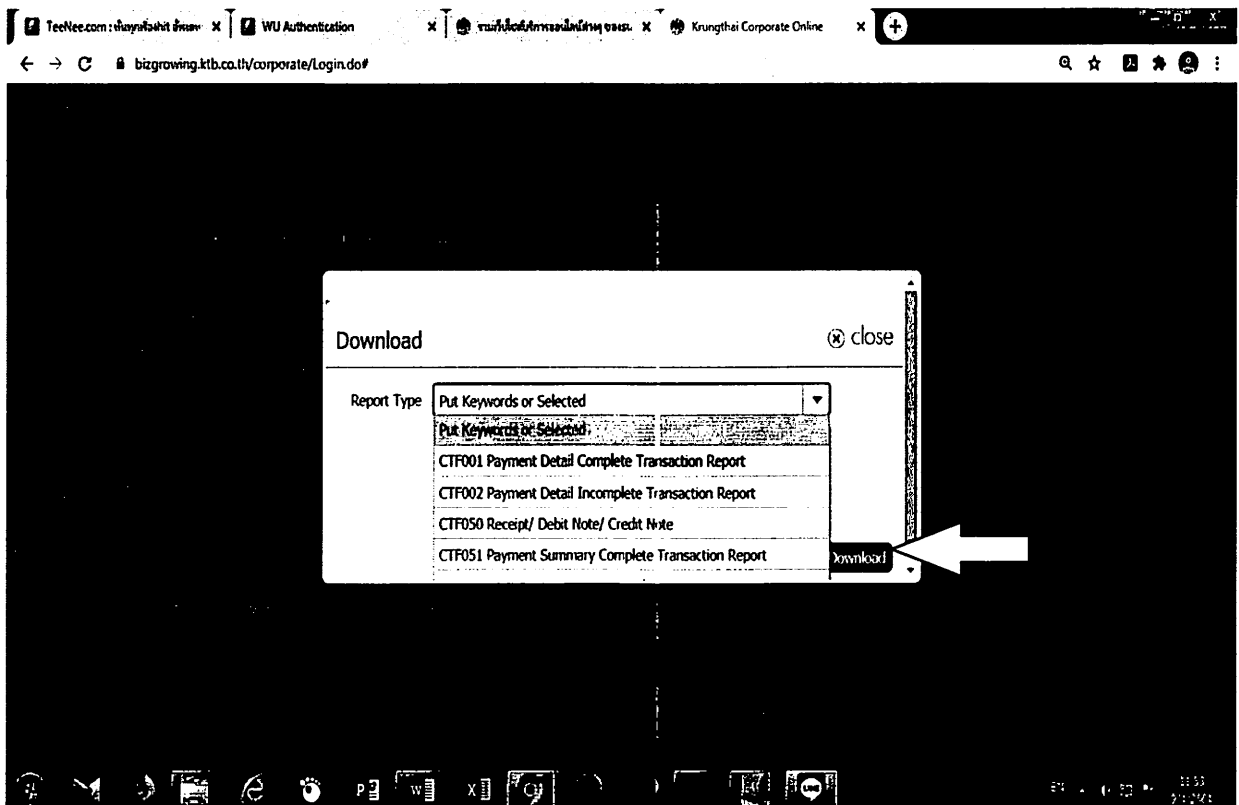 TeeNee.com :
WU Authentication
Krungthai Corporate Online
bizgrowing.ktb.co.th/corporate/Login.do#
Download
close
Report Type
Put Keywords or Selected
Put Keywords or Selected
CTF001 Payment Detail Complete Transaction Report
CTF002 Payment Detail Incomplete Transaction Report
CTF050 Receipt/ Debit Note/ Credit Note
CTF051 Payment Summary Complete Transaction Report
Download
LINE